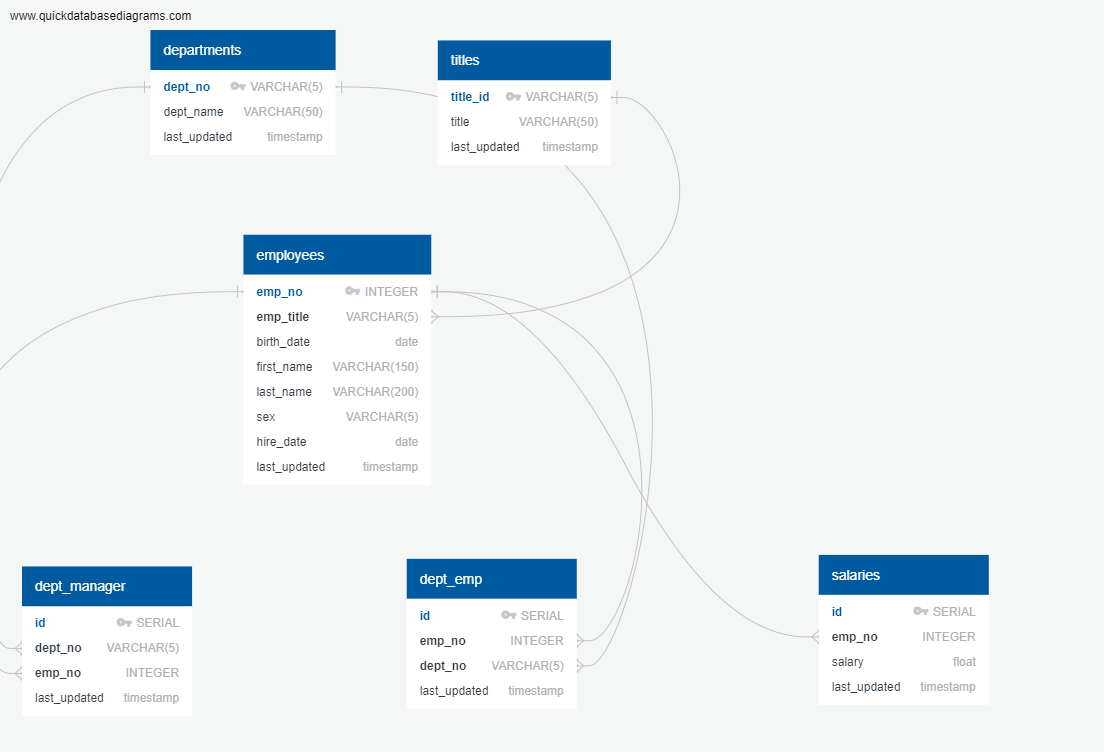 www.quickdatabasediagrams.com
departments
dept_no VARCHAR(5)
dept_name VARCHAR(50)
last_updated timestamp
titles
title_id VARCHAR(5)
title VARCHAR(50)
last_updated timestamp
employees
emp_no INTEGER
emp_title VARCHAR(5)
birth_date date
first_name VARCHAR(150)
last_name VARCHAR(200)
sex VARCHAR(5)
hire_date date
last_updated timestamp
dept_manager
id SERIAL
dept_no VARCHAR(5)
emp_no INTEGER
last_updated timestamp
dept_emp
id SERIAL
emp_no INTEGER
dept_no VARCHAR(5)
last_updated timestamp
salaries
id SERIAL
emp_no INTEGER
salary float
last_updated timestamp